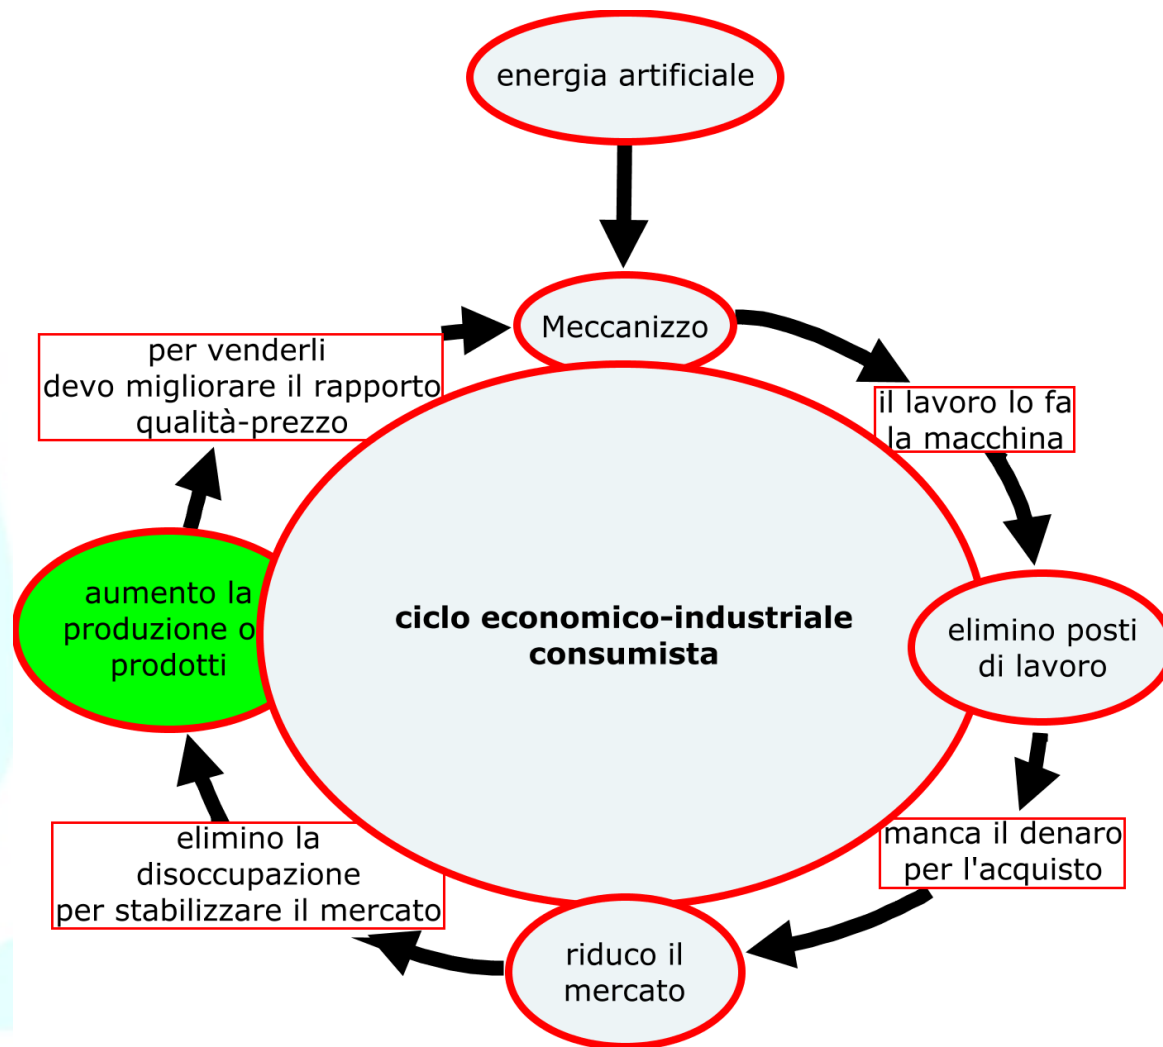 energia artificiale
Meccanizzo
il lavoro lo fa
la macchina
elimino posti
di lavoro
manca il denaro
per l'acquisto
riduco il
mercato
elimino la
disoccupazione
per stabilizzare il mercato
aumento la
produzione o
prodotti
per venderli
devo migliorare il rapporto
qualità-prezzo
ciclo economico-industriale
consumista